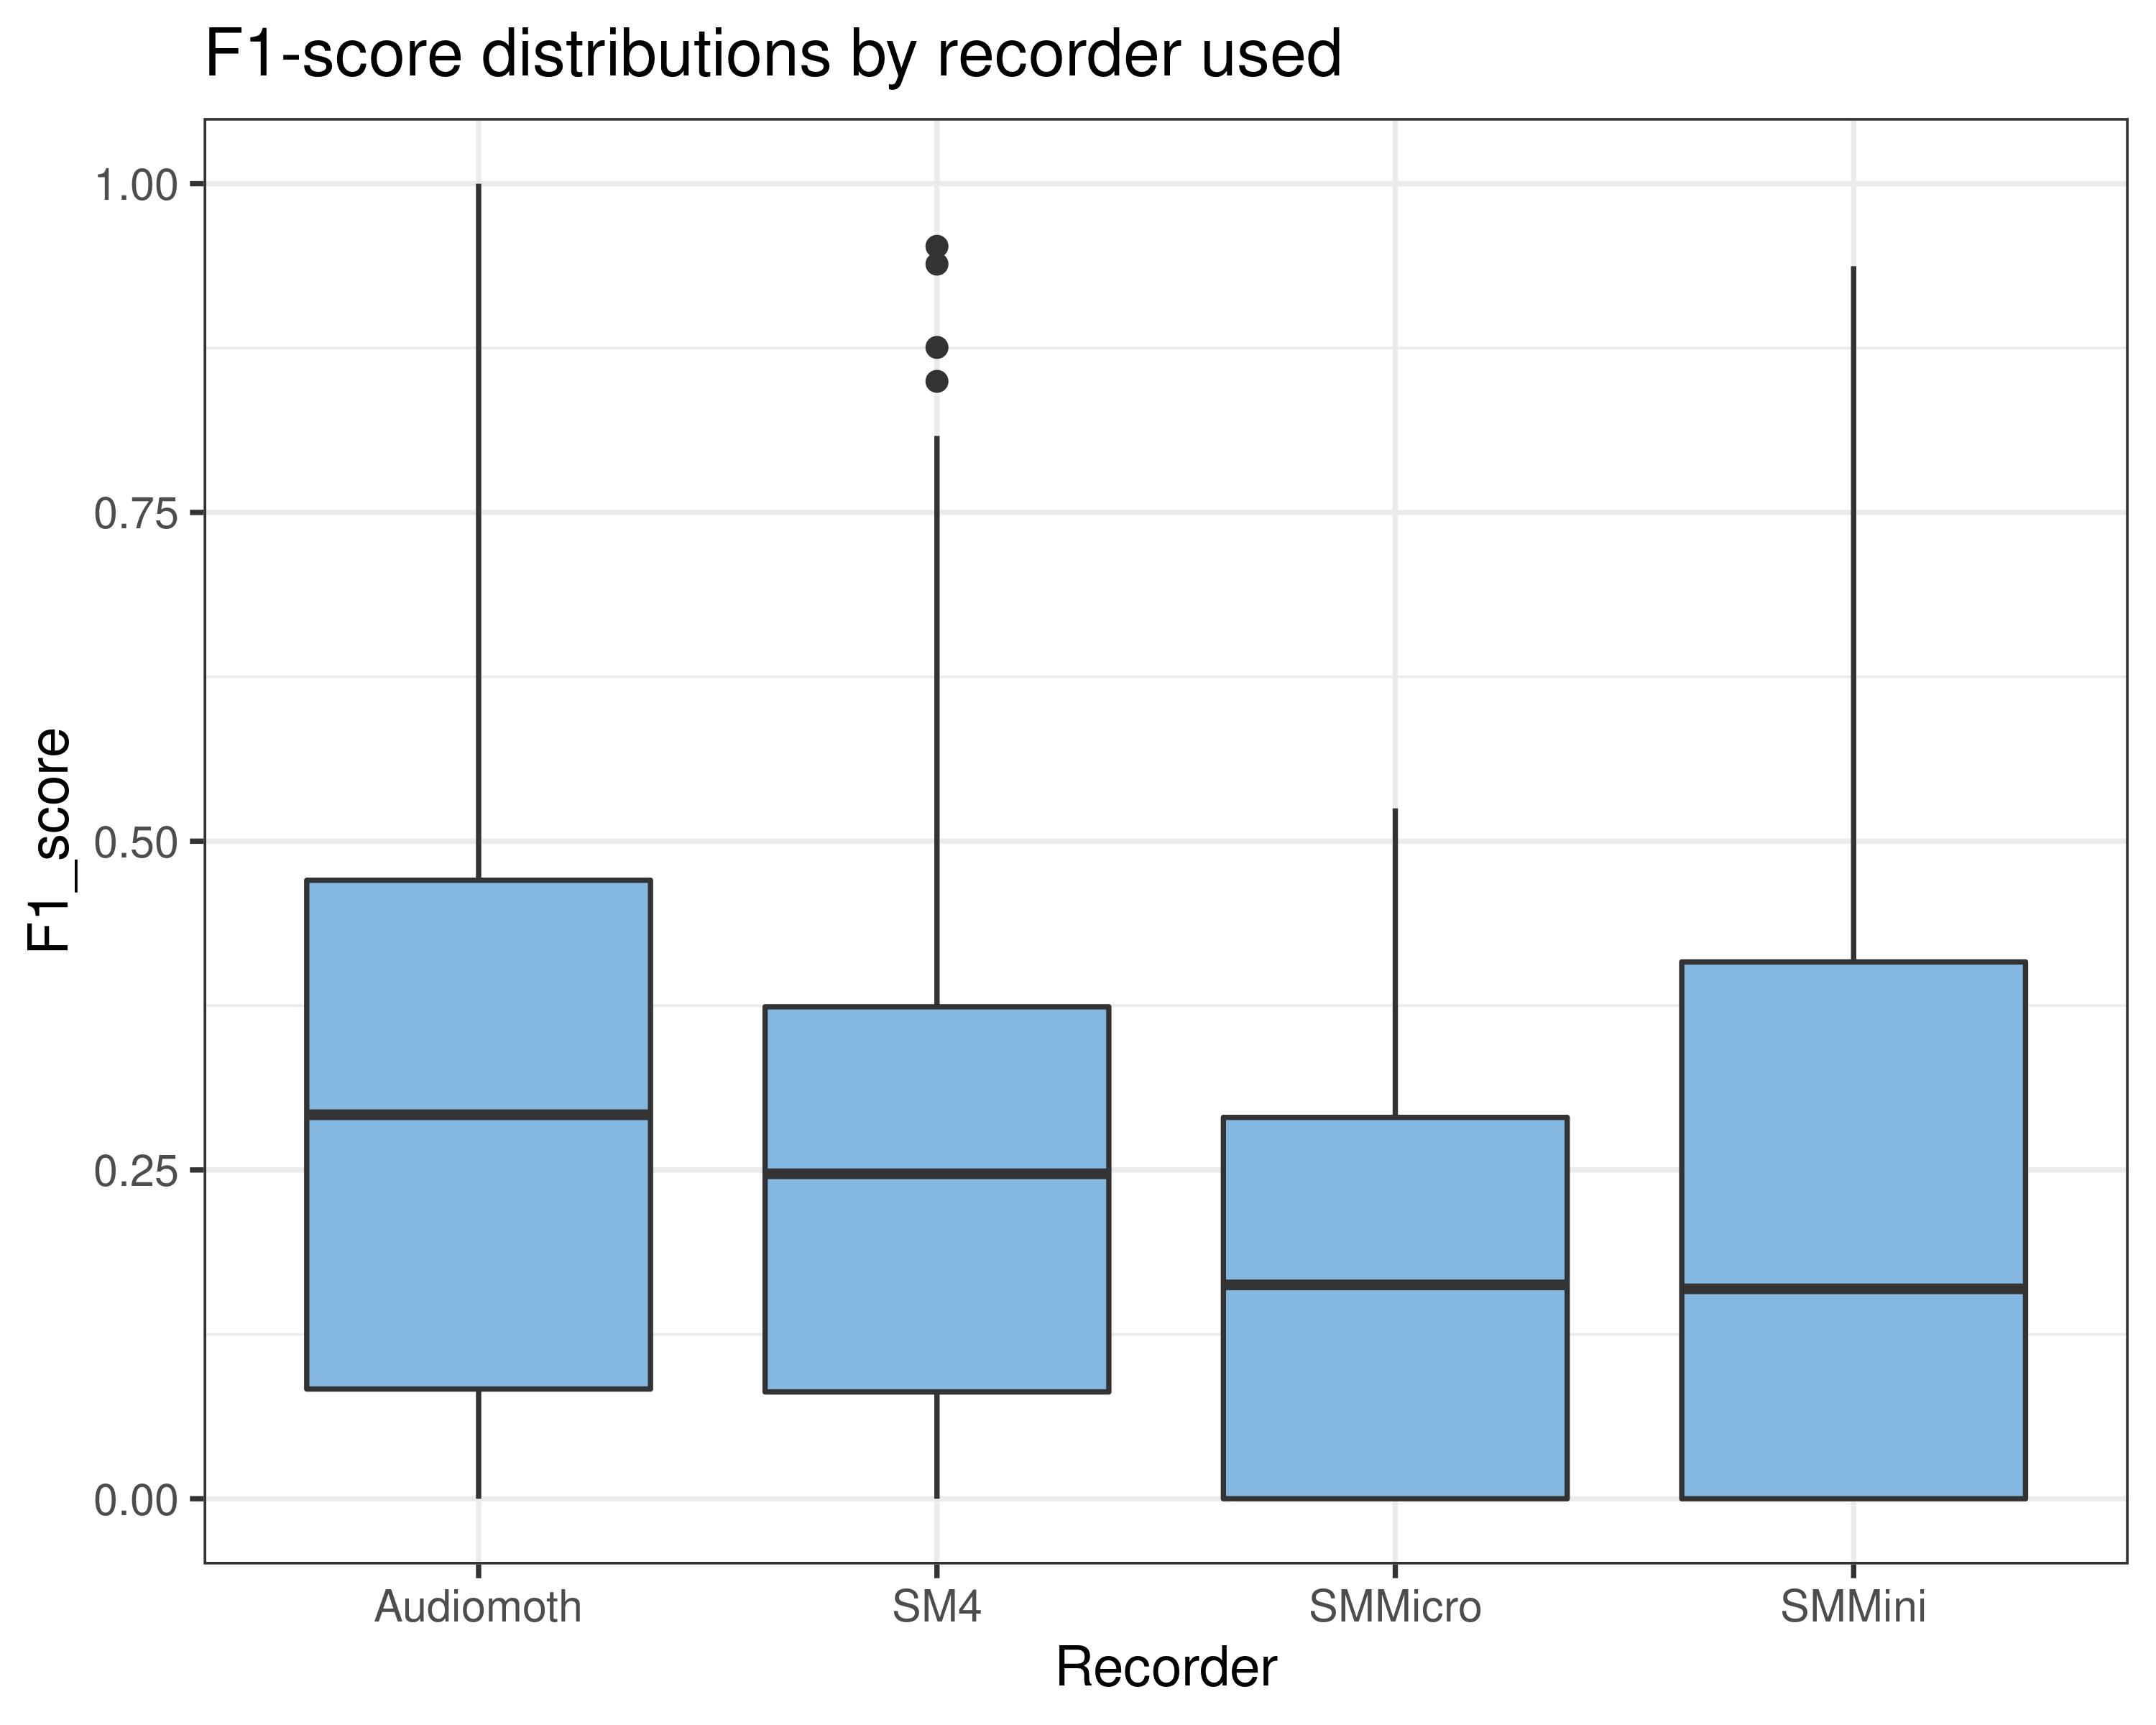 F1-score distributions by recorder used
F1_score
1.00
0.75
0.50
0.25
0.00
Audiomoth SM4 SMMicro SMMini
Recorder